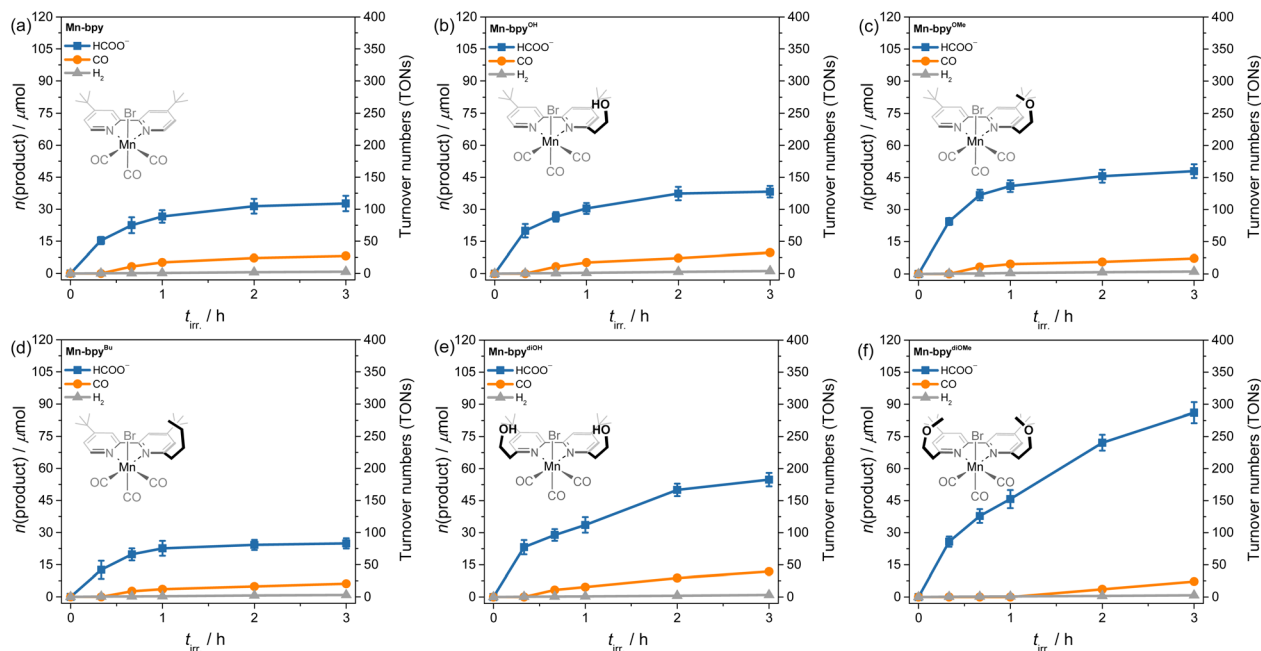 (a)
Mn-bpy
HCOO⁻
CO
H₂
Br
N
N
Mn
OC
CO
CO
n(product) / μmol
120
105
90
75
60
45
30
15
0
0
1
2
3
t_irr. / h
400
350
300
250
200
150
100
50
0
Turnover numbers (TONs)
(b)
Mn-bpy^OH
HCOO⁻
CO
H₂
HO
Br
N
N
Mn
OC
CO
CO
n(product) / μmol
120
105
90
75
60
45
30
15
0
0
1
2
3
t_irr. / h
400
350
300
250
200
150
100
50
0
Turnover numbers (TONs)
(c)
Mn-bpy^OMe
HCOO⁻
CO
H₂
O
Br
N
N
Mn
OC
CO
CO
n(product) / μmol
120
105
90
75
60
45
30
15
0
0
1
2
3
t_irr. / h
400
350
300
250
200
150
100
50
0
Turnover numbers (TONs)
(d)
Mn-bpy^Bu
HCOO⁻
CO
H₂
Br
N
N
Mn
OC
CO
CO
n(product) / μmol
120
105
90
75
60
45
30
15
0
0
1
2
3
t_irr. / h
400
350
300
250
200
150
100
50
0
Turnover numbers (TONs)
(e)
Mn-bpy^diOH
HCOO⁻
CO
H₂
OH
HO
Br
N
N
Mn
OC
CO
CO
n(product) / μmol
120
105
90
75
60
45
30
15
0
0
1
2
3
t_irr. / h
400
350
300
250
200
150
100
50
0
Turnover numbers (TONs)
(f)
Mn-bpy^diOMe
HCOO⁻
CO
H₂
O
O
Br
N
N
Mn
OC
CO
CO
n(product) / μmol
120
105
90
75
60
45
30
15
0
0
1
2
3
t_irr. / h
400
350
300
250
200
150
100
50
0
Turnover numbers (TONs)